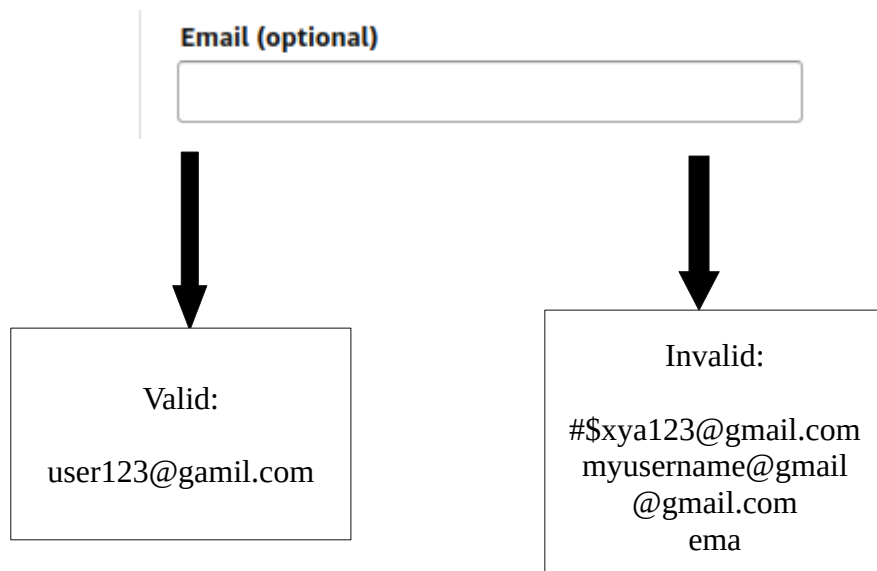 Email (optional)
Valid:
user123@gamil.com
Invalid:
#$xya123@gmail.com
myusername@gmail
@gmail.com
ema